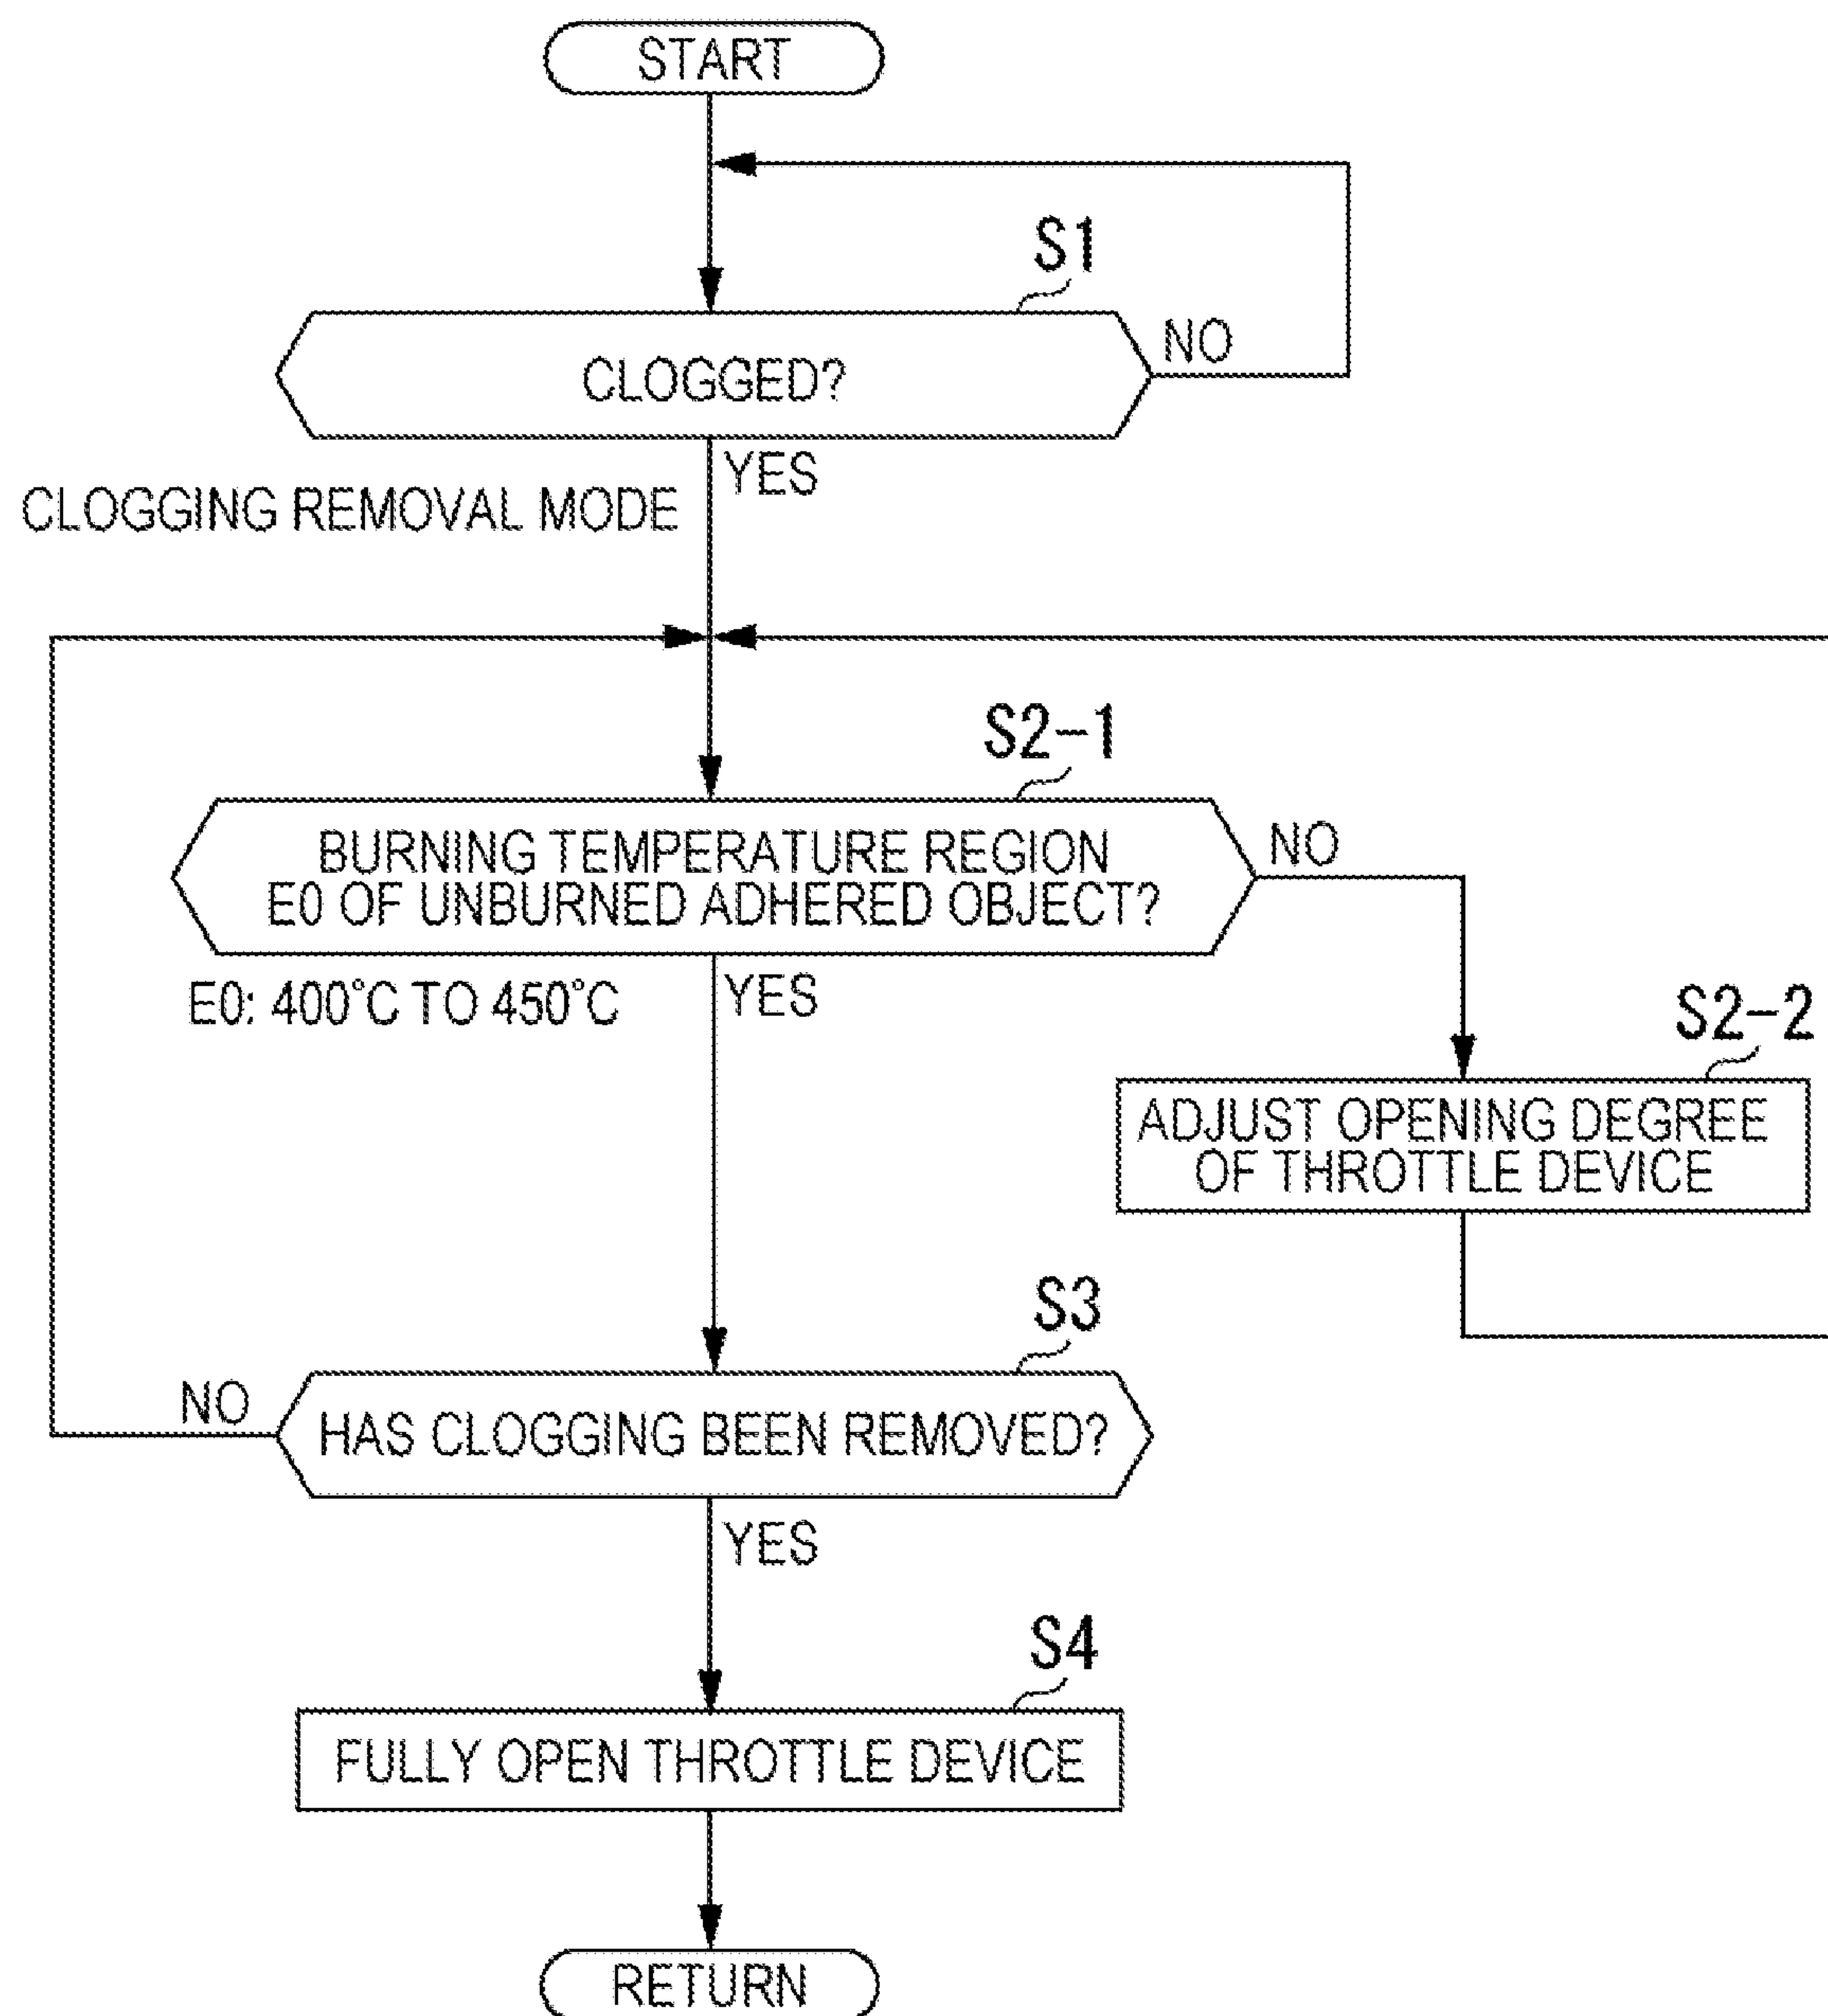 START
S1
CLOGGED?
NO
YES
CLOGGING REMOVAL MODE
S2-1
BURNING TEMPERATURE REGION
E0 OF UNBURNED ADHERED OBJECT?
NO
E0: 400°C TO 450°C
YES
S2-2
ADJUST OPENING DEGREE
OF THROTTLE DEVICE
S3
NO
HAS CLOGGING BEEN REMOVED?
YES
S4
FULLY OPEN THROTTLE DEVICE
RETURN